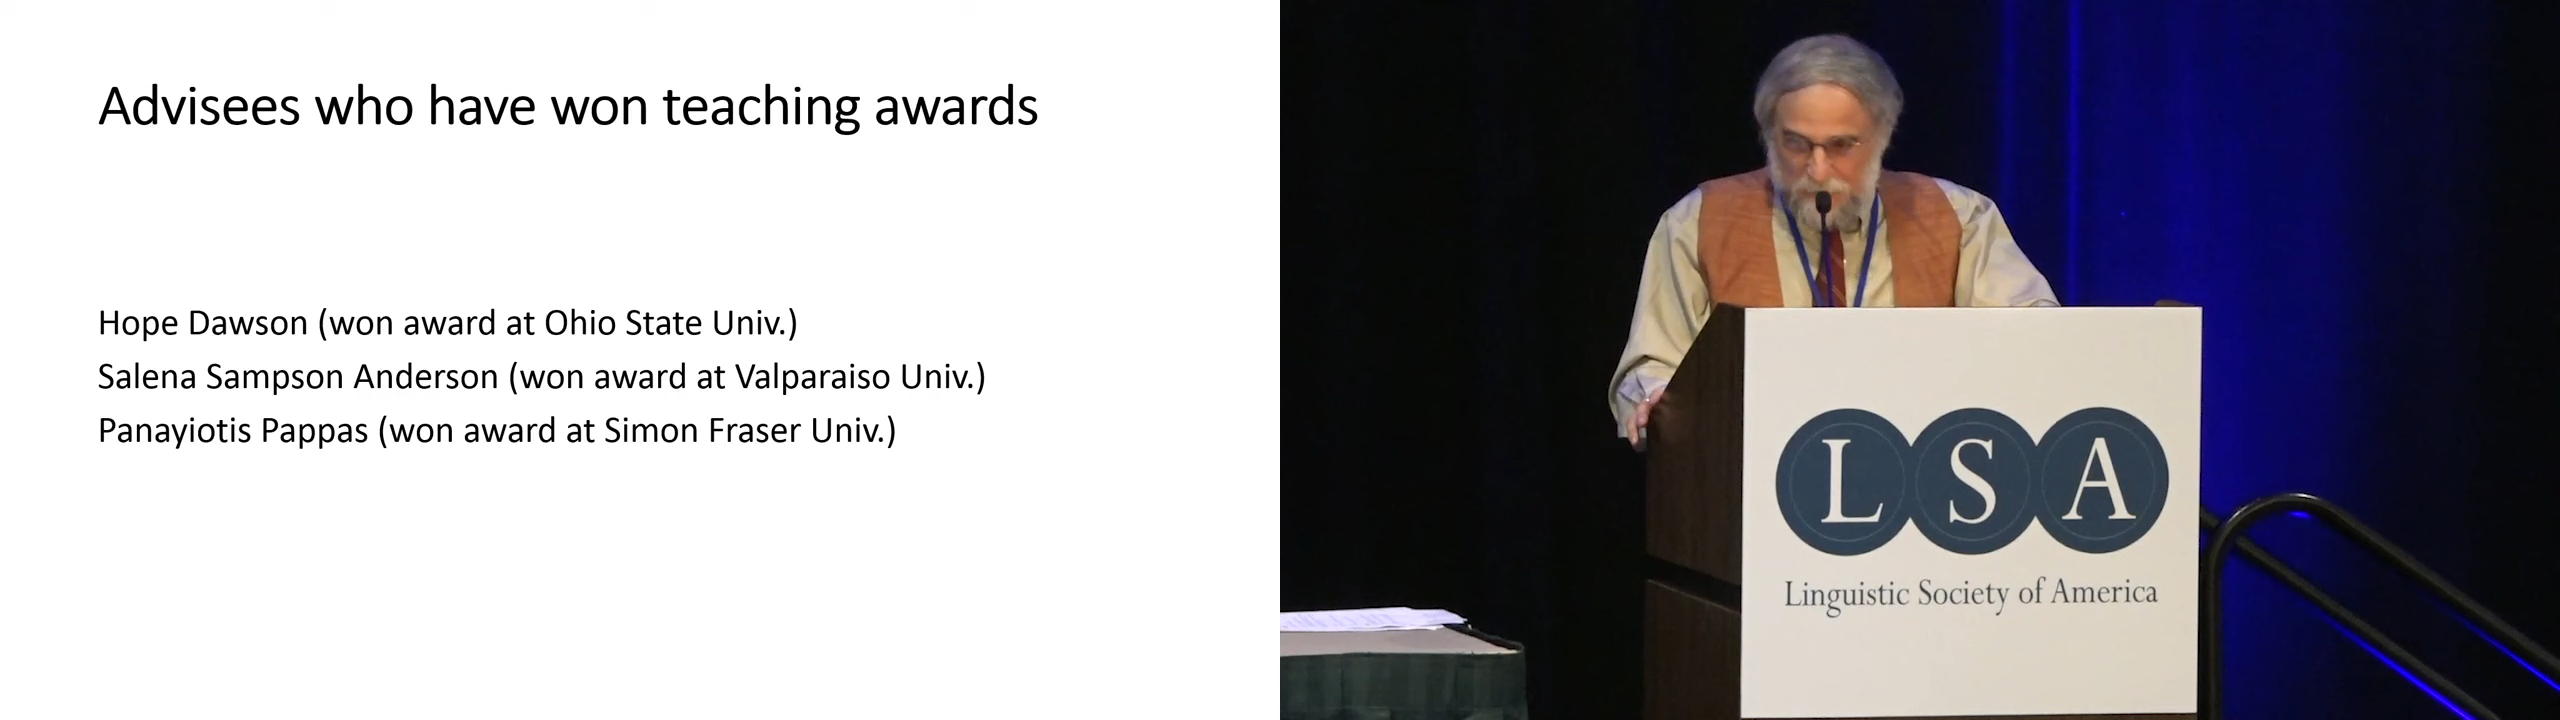 Advisees who have won teaching awards
Hope Dawson (won award at Ohio State Univ.)
Salena Sampson Anderson (won award at Valparaiso Univ.)
Panayiotis Pappas (won award at Simon Fraser Univ.)
LSA
Linguistic Society of America